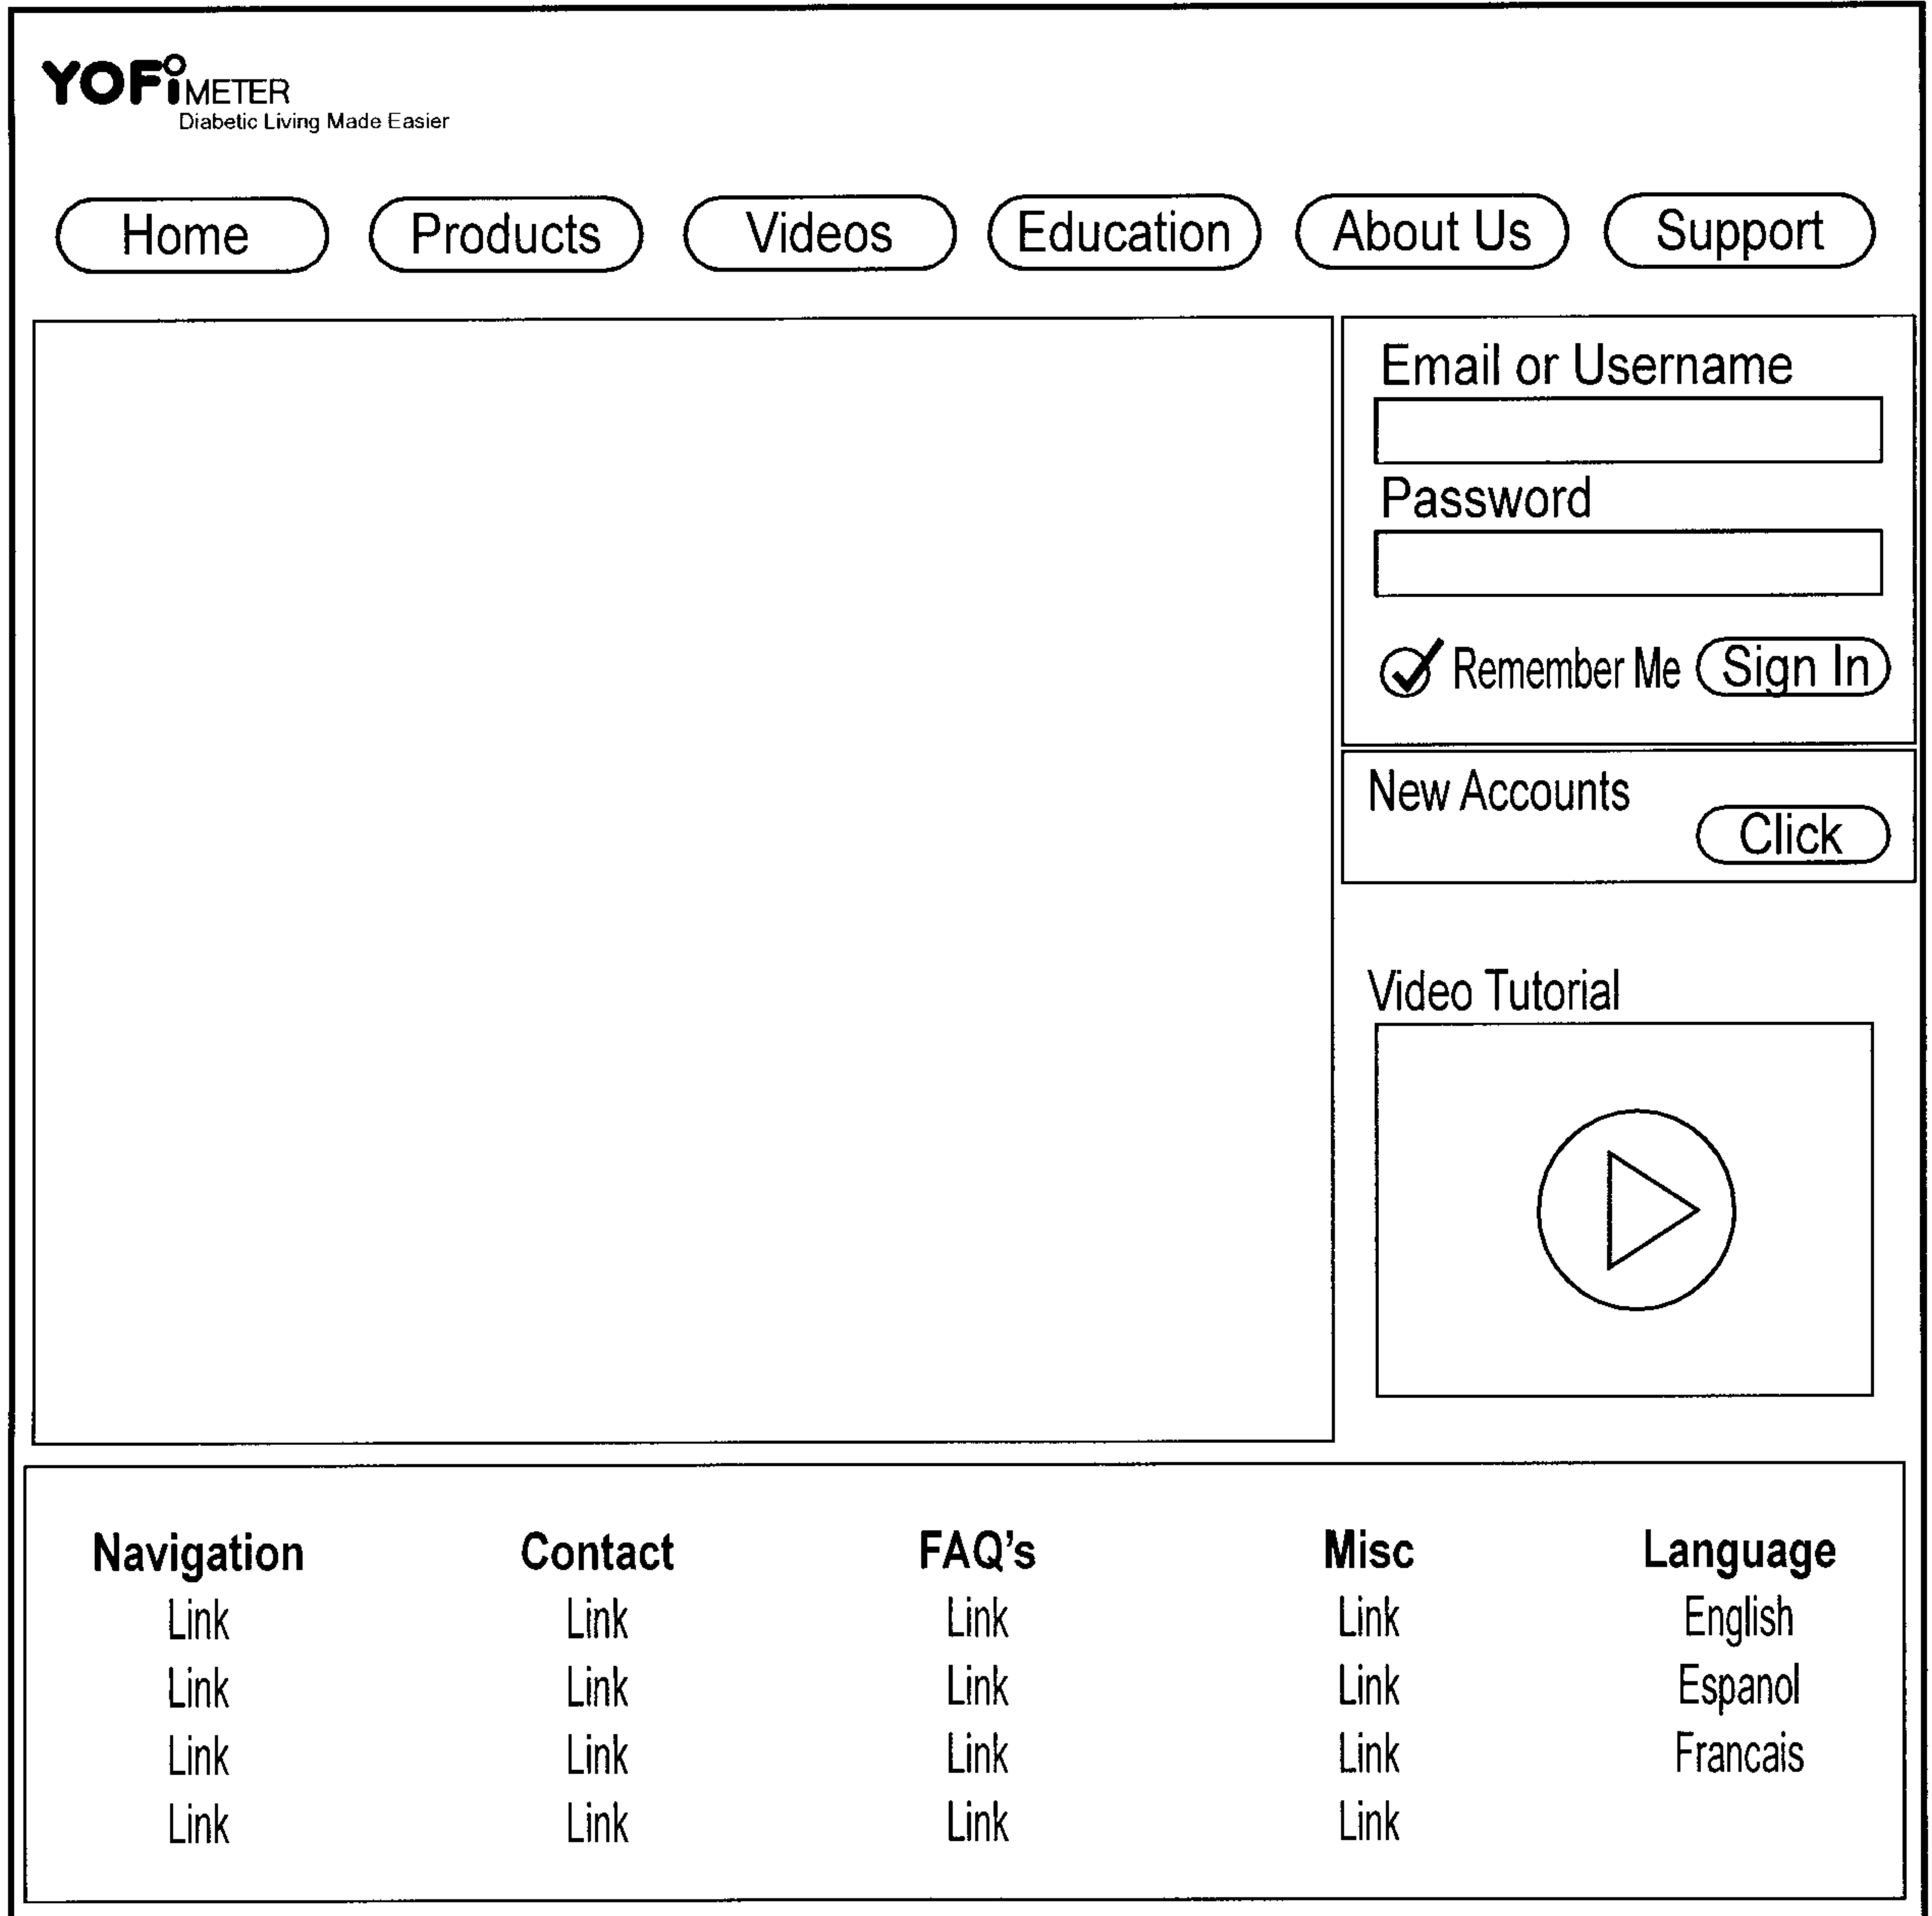 YOFiMETER
Diabetic Living Made Easier
Home Products Videos Education About Us Support
Email or Username
Password
Remember Me Sign In
New Accounts
Click
Video Tutorial
Navigation Contact FAQ's Misc Language
Link Link Link Link English
Link Link Link Link Espanol
Link Link Link Link Francais
Link Link Link Link